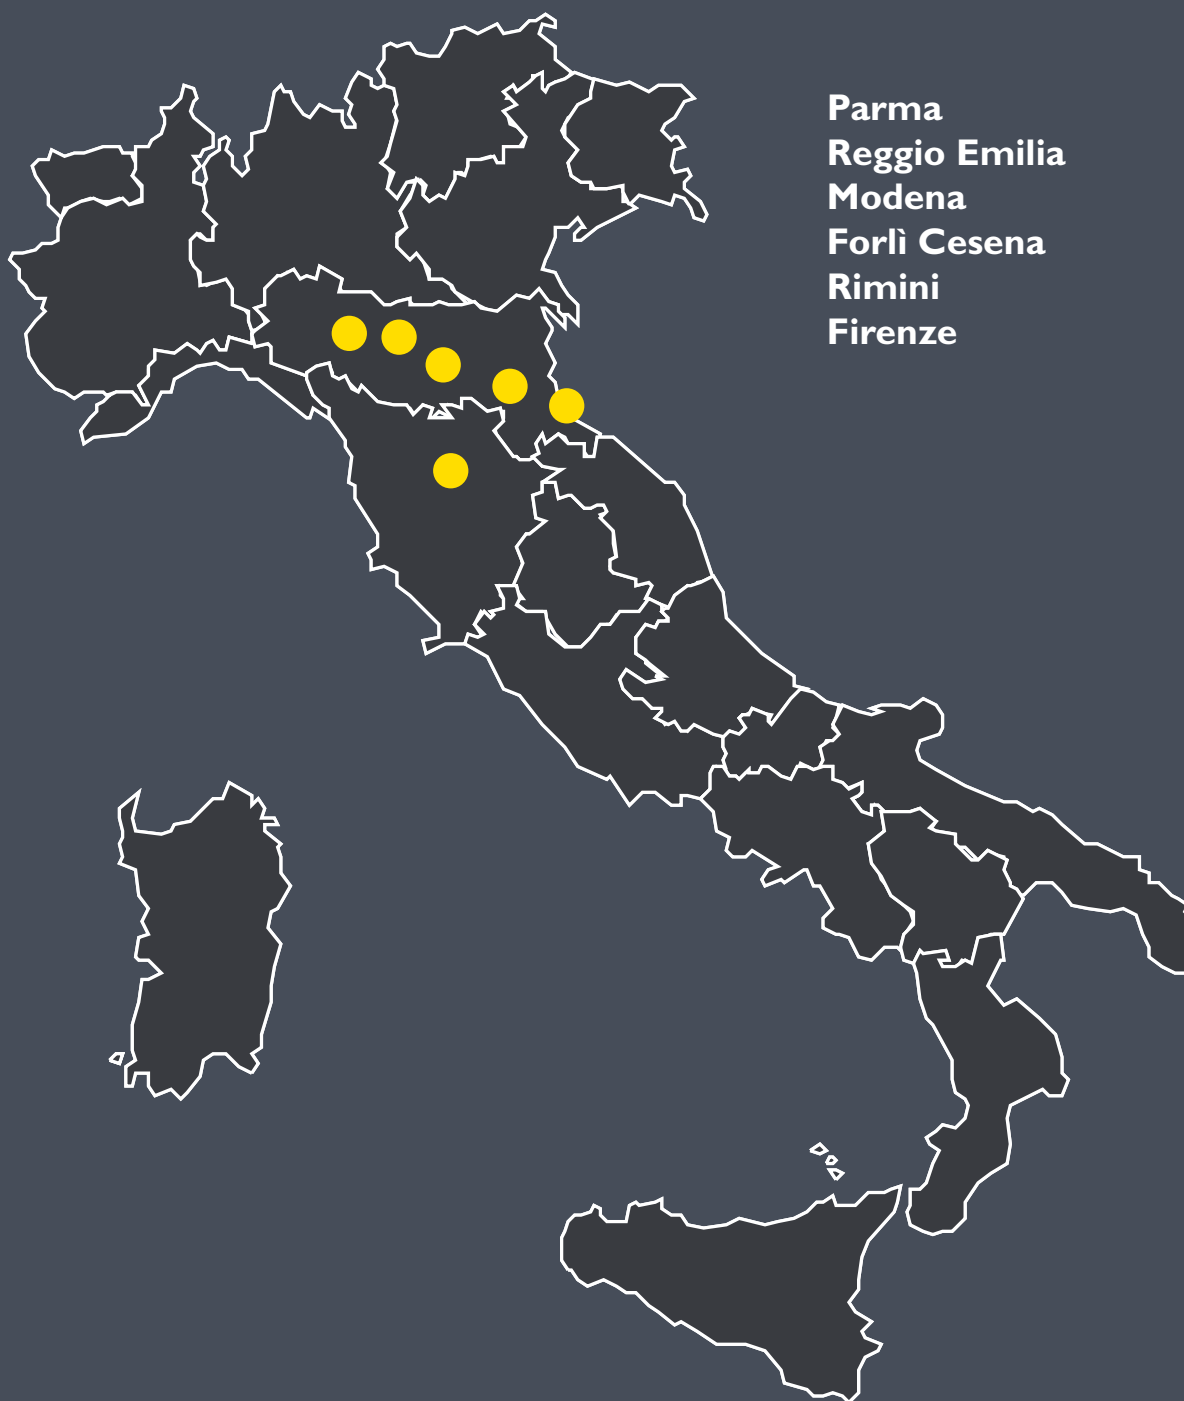 Parma
Reggio Emilia
Modena
Forlì Cesena
Rimini
Firenze